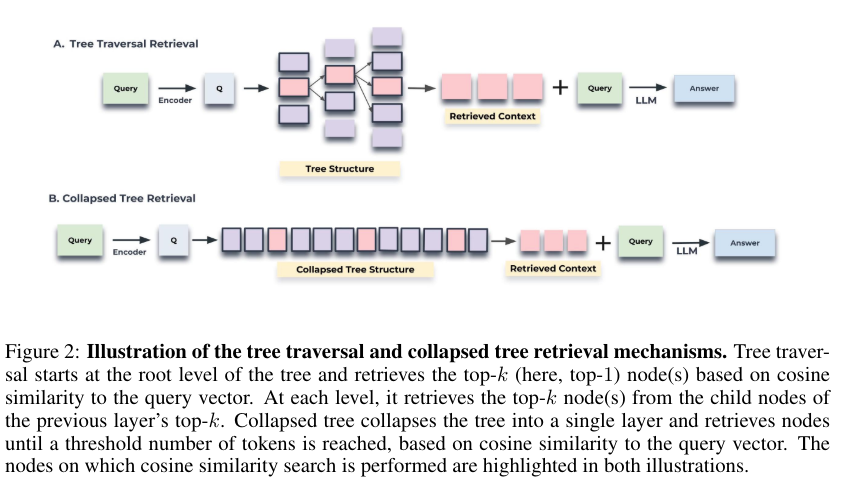 A. Tree Traversal Retrieval
Query
Encoder
Q
Tree Structure
Retrieved Context
+
Query
LLM
Answer
B. Collapsed Tree Retrieval
Query
Encoder
Q
Collapsed Tree Structure
Retrieved Context
+
Query
LLM
Answer
Figure 2: Illustration of the tree traversal and collapsed tree retrieval mechanisms. Tree traver-
sal starts at the root level of the tree and retrieves the top-k (here, top-1) node(s) based on cosine
similarity to the query vector. At each level, it retrieves the top-k node(s) from the child nodes of
the previous layer's top-k. Collapsed tree collapses the tree into a single layer and retrieves nodes
until a threshold number of tokens is reached, based on cosine similarity to the query vector. The
nodes on which cosine similarity search is performed are highlighted in both illustrations.